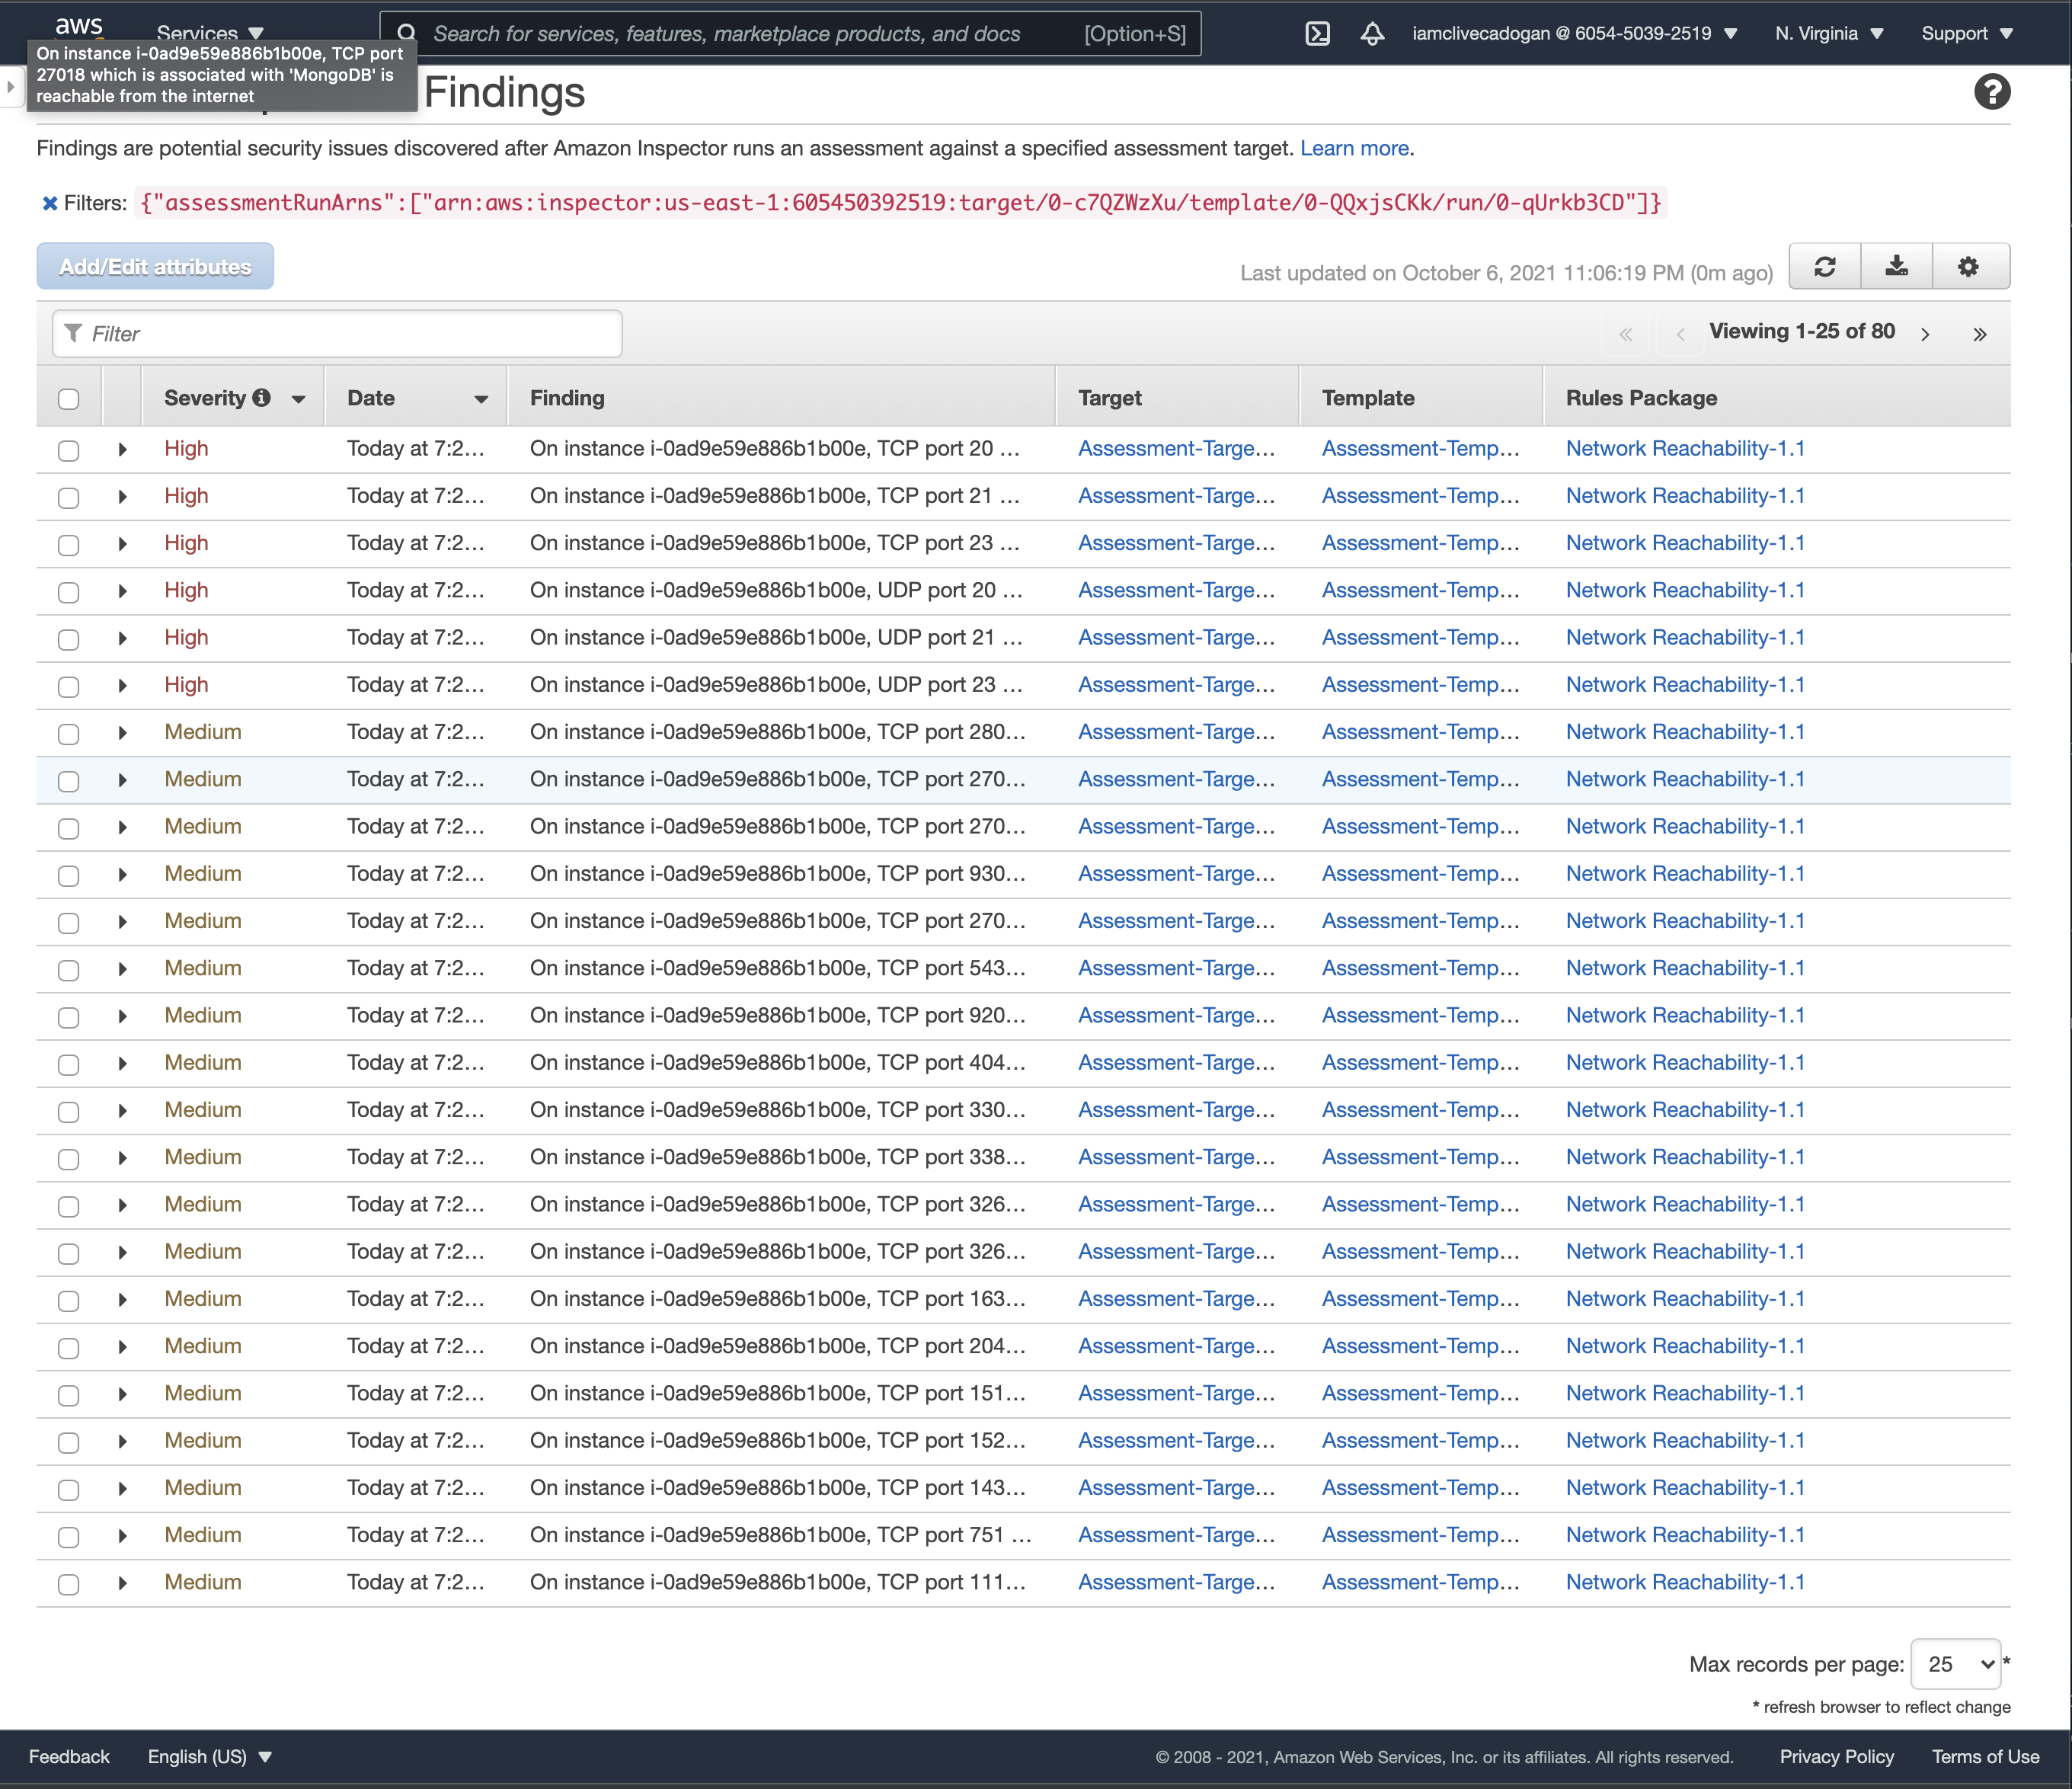 aws
Services
Search for services, features, marketplace products, and docs [Option+S]
iamclivecadogan @ 6054-5039-2519 N. Virginia Support
On instance i-0ad9e59e886b1b00e, TCP port
27018 which is associated with 'MongoDB' is
reachable from the internet
Findings
Findings are potential security issues discovered after Amazon Inspector runs an assessment against a specified assessment target. Learn more.
Filters: {"assessmentRunArns":["arn:aws:inspector:us-east-1:605450392519:target/0-c7QZWzXu/template/0-QQxjsCKk/run/0-qUrkb3CD"]}
Add/Edit attributes
Last updated on October 6, 2021 11:06:19 PM (0m ago)
Filter
« ‹ Viewing 1-25 of 80 › »
Severity Date Finding Target Template Rules Package
High Today at 7:2... On instance i-0ad9e59e886b1b00e, TCP port 20 ... Assessment-Targe... Assessment-Temp... Network Reachability-1.1
High Today at 7:2... On instance i-0ad9e59e886b1b00e, TCP port 21 ... Assessment-Targe... Assessment-Temp... Network Reachability-1.1
High Today at 7:2... On instance i-0ad9e59e886b1b00e, TCP port 23 ... Assessment-Targe... Assessment-Temp... Network Reachability-1.1
High Today at 7:2... On instance i-0ad9e59e886b1b00e, UDP port 20 ... Assessment-Targe... Assessment-Temp... Network Reachability-1.1
High Today at 7:2... On instance i-0ad9e59e886b1b00e, UDP port 21 ... Assessment-Targe... Assessment-Temp... Network Reachability-1.1
High Today at 7:2... On instance i-0ad9e59e886b1b00e, UDP port 23 ... Assessment-Targe... Assessment-Temp... Network Reachability-1.1
Medium Today at 7:2... On instance i-0ad9e59e886b1b00e, TCP port 280... Assessment-Targe... Assessment-Temp... Network Reachability-1.1
Medium Today at 7:2... On instance i-0ad9e59e886b1b00e, TCP port 270... Assessment-Targe... Assessment-Temp... Network Reachability-1.1
Medium Today at 7:2... On instance i-0ad9e59e886b1b00e, TCP port 270... Assessment-Targe... Assessment-Temp... Network Reachability-1.1
Medium Today at 7:2... On instance i-0ad9e59e886b1b00e, TCP port 930... Assessment-Targe... Assessment-Temp... Network Reachability-1.1
Medium Today at 7:2... On instance i-0ad9e59e886b1b00e, TCP port 270... Assessment-Targe... Assessment-Temp... Network Reachability-1.1
Medium Today at 7:2... On instance i-0ad9e59e886b1b00e, TCP port 543... Assessment-Targe... Assessment-Temp... Network Reachability-1.1
Medium Today at 7:2... On instance i-0ad9e59e886b1b00e, TCP port 920... Assessment-Targe... Assessment-Temp... Network Reachability-1.1
Medium Today at 7:2... On instance i-0ad9e59e886b1b00e, TCP port 404... Assessment-Targe... Assessment-Temp... Network Reachability-1.1
Medium Today at 7:2... On instance i-0ad9e59e886b1b00e, TCP port 330... Assessment-Targe... Assessment-Temp... Network Reachability-1.1
Medium Today at 7:2... On instance i-0ad9e59e886b1b00e, TCP port 338... Assessment-Targe... Assessment-Temp... Network Reachability-1.1
Medium Today at 7:2... On instance i-0ad9e59e886b1b00e, TCP port 326... Assessment-Targe... Assessment-Temp... Network Reachability-1.1
Medium Today at 7:2... On instance i-0ad9e59e886b1b00e, TCP port 326... Assessment-Targe... Assessment-Temp... Network Reachability-1.1
Medium Today at 7:2... On instance i-0ad9e59e886b1b00e, TCP port 163... Assessment-Targe... Assessment-Temp... Network Reachability-1.1
Medium Today at 7:2... On instance i-0ad9e59e886b1b00e, TCP port 204... Assessment-Targe... Assessment-Temp... Network Reachability-1.1
Medium Today at 7:2... On instance i-0ad9e59e886b1b00e, TCP port 151... Assessment-Targe... Assessment-Temp... Network Reachability-1.1
Medium Today at 7:2... On instance i-0ad9e59e886b1b00e, TCP port 152... Assessment-Targe... Assessment-Temp... Network Reachability-1.1
Medium Today at 7:2... On instance i-0ad9e59e886b1b00e, TCP port 143... Assessment-Targe... Assessment-Temp... Network Reachability-1.1
Medium Today at 7:2... On instance i-0ad9e59e886b1b00e, TCP port 751 ... Assessment-Targe... Assessment-Temp... Network Reachability-1.1
Medium Today at 7:2... On instance i-0ad9e59e886b1b00e, TCP port 111... Assessment-Targe... Assessment-Temp... Network Reachability-1.1
Max records per page: 25 *
* refresh browser to reflect change
Feedback English (US) © 2008 - 2021, Amazon Web Services, Inc. or its affiliates. All rights reserved. Privacy Policy Terms of Use